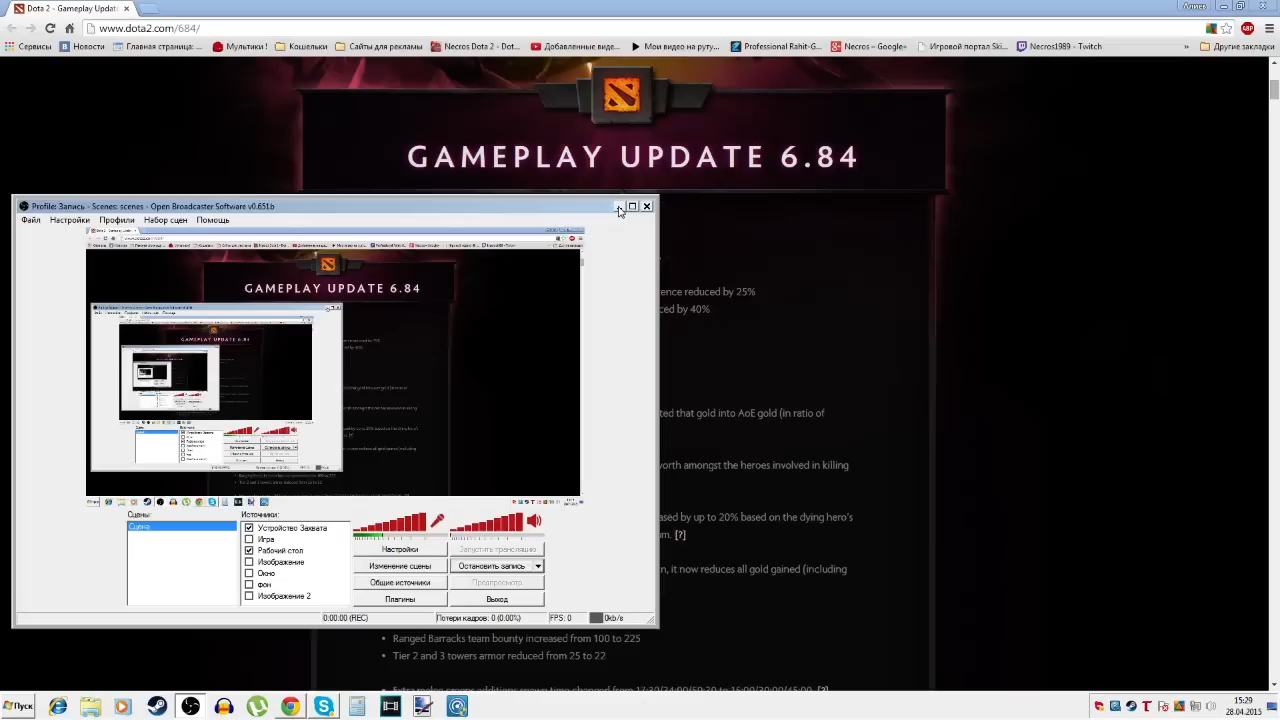 Dota 2 - Gameplay Updat
Алиев
www.dota2.com/684/
ABP
Сервисы
Новости
Главная страница: ...
Мультики !
Кошельки
Сайты для рекламы
Necros Dota 2 - Dot...
Добавленные виде...
Мои видео на руту...
Professional Rahit-G...
Necros – Google+
Игровой портал Ski...
Necros1989 - Twitch
»
Другие закладки
GAMEPLAY UPDATE 6.84
Profile: Запись - Scenes: scenes - Open Broadcaster Software v0.651b
Файл Настройки Профили Набор сцен Помощь
GAMEPLAY UPDATE 6.84
GAMEPLAY UPDATE 6.84
ence reduced by 25%
ced by 40%
ted that gold into AoE gold (in ratio of
worth amongst the heroes involved in killing
ased by up to 20% based on the dying hero's
m. [?]
n, it now reduces all gold gained (including
Сцены:
Источники:
Сцена
Устройство Захвата
Игра
Рабочий стол
Изображение
Окно
Фон
Изображение 2
Настройки
Запустить трансляцию
Изменение сцены
Остановить запись
Общие источники
Предпросмотр
Плагины
Выход
0:00:00 (REC)
Потери кадров: 0 (0.00%)
FPS: 0
0kb/s
• Ranged Barracks team bounty increased from 100 to 225
• Tier 2 and 3 towers armor reduced from 25 to 22
Пуск
15:29
28.04.2015